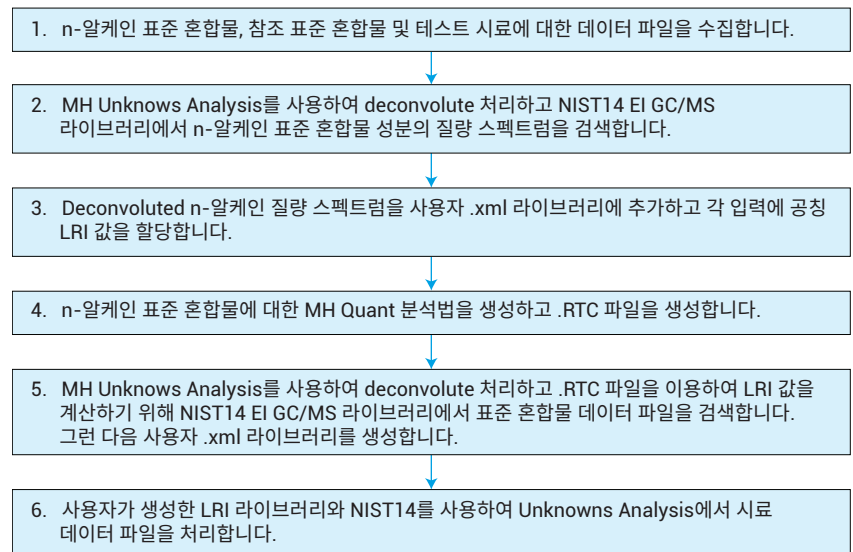 1. n-알케인 표준 혼합물, 참조 표준 혼합물 및 테스트 시료에 대한 데이터 파일을 수집합니다.
2. MH Unknows Analysis를 사용하여 deconvolute 처리하고 NIST14 EI GC/MS
라이브러리에서 n-알케인 표준 혼합물 성분의 질량 스펙트럼을 검색합니다.
3. Deconvoluted n-알케인 질량 스펙트럼을 사용자 .xml 라이브러리에 추가하고 각 입력에 공칭
LRI 값을 할당합니다.
4. n-알케인 표준 혼합물에 대한 MH Quant 분석법을 생성하고 .RTC 파일을 생성합니다.
5. MH Unknows Analysis를 사용하여 deconvolute 처리하고 .RTC 파일을 이용하여 LRI 값을
계산하기 위해 NIST14 EI GC/MS 라이브러리에서 표준 혼합물 데이터 파일을 검색합니다.
그런 다음 사용자 .xml 라이브러리를 생성합니다.
6. 사용자가 생성한 LRI 라이브러리와 NIST14를 사용하여 Unknowns Analysis에서 시료
데이터 파일을 처리합니다.